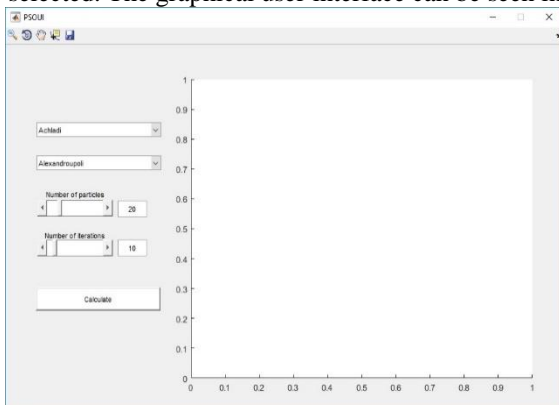 selected. The graphical user interface can be seen in
PSOUI
Achladi
Alexandroupoli
Number of particles
20
Number of iterations
10
Calculate
1
0.9
0.8
0.7
0.6
0.5
0.4
0.3
0.2
0.1
0
0 0.1 0.2 0.3 0.4 0.5 0.6 0.7 0.8 0.9 1